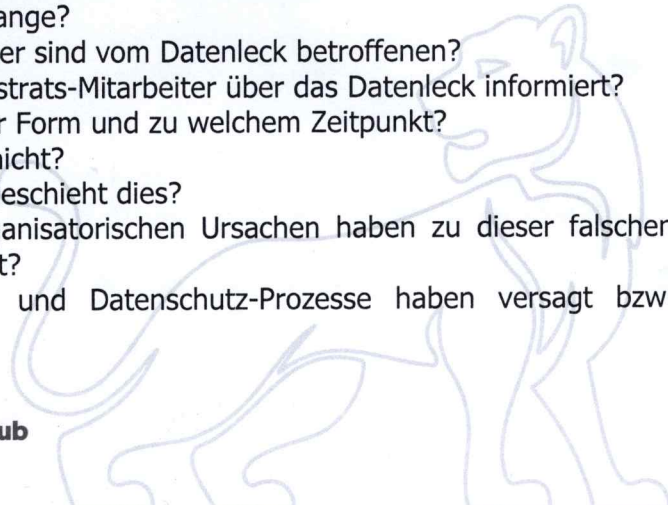 ange?
er sind vom Datenleck betroffenen?
strats-Mitarbeiter über das Datenleck informiert?
r Form und zu welchem Zeitpunkt?
nicht?
eschieht dies?
anisatorischen Ursachen haben zu dieser falschen
t?
und Datenschutz-Prozesse haben versagt bzw
ub